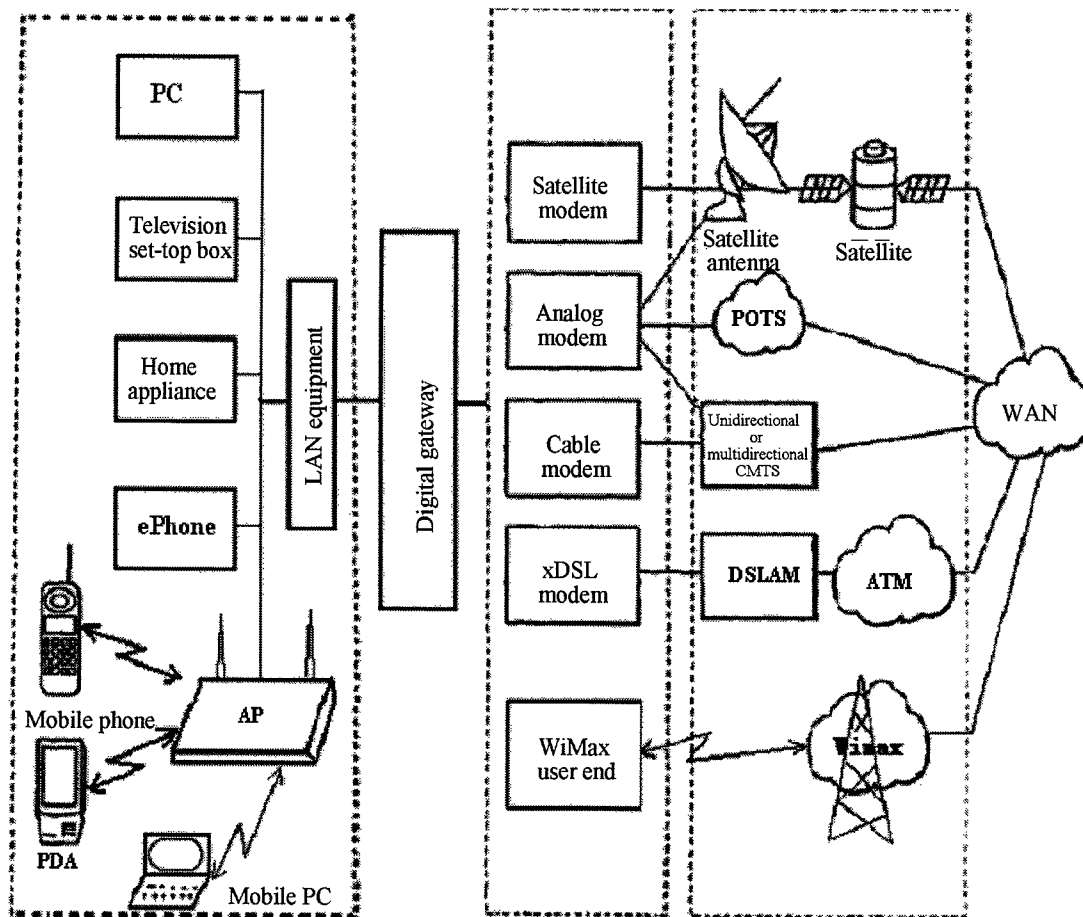 PC
Television
set-top box
Home
appliance
ePhone
Mobile phone
AP
PDA
Mobile PC
LAN equipment
Digital gateway
Satellite
modem
Analog
modem
Cable
modem
xDSL
modem
WiMax
user end
Satellite
antenna
Satellite
POTS
Unidirectional
or
multidirectional
CMTS
DSLAM
ATM
Wimax
WAN